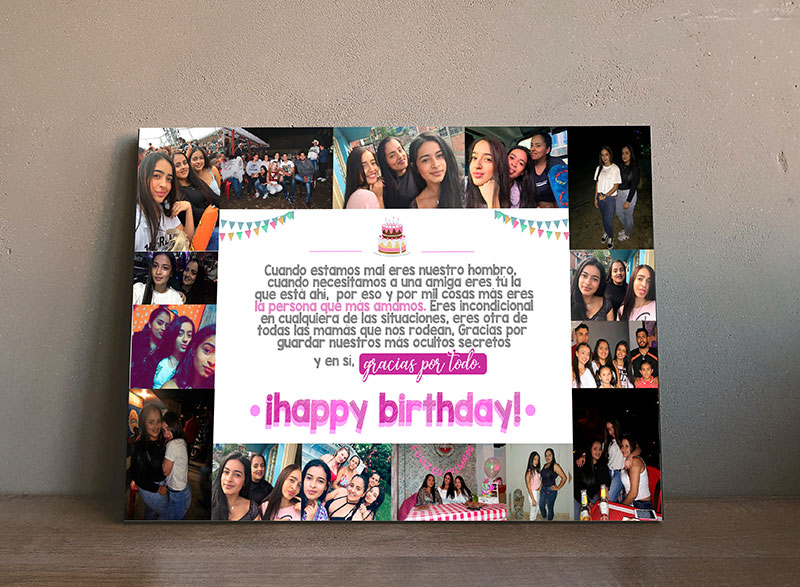 Cuando estamos mal eres nuestro hombro,
cuando necesitamos a una amiga eres tú la
que está ahí, por eso y por mil cosas más eres
la persona que más amamos. Eres incondicional
en cualquiera de las situaciones, eres otra de
todas las mamás que nos rodean, Gracias por
guardar nuestros más ocultos secretos
y en si, gracias por todo.
¡happy birthday!